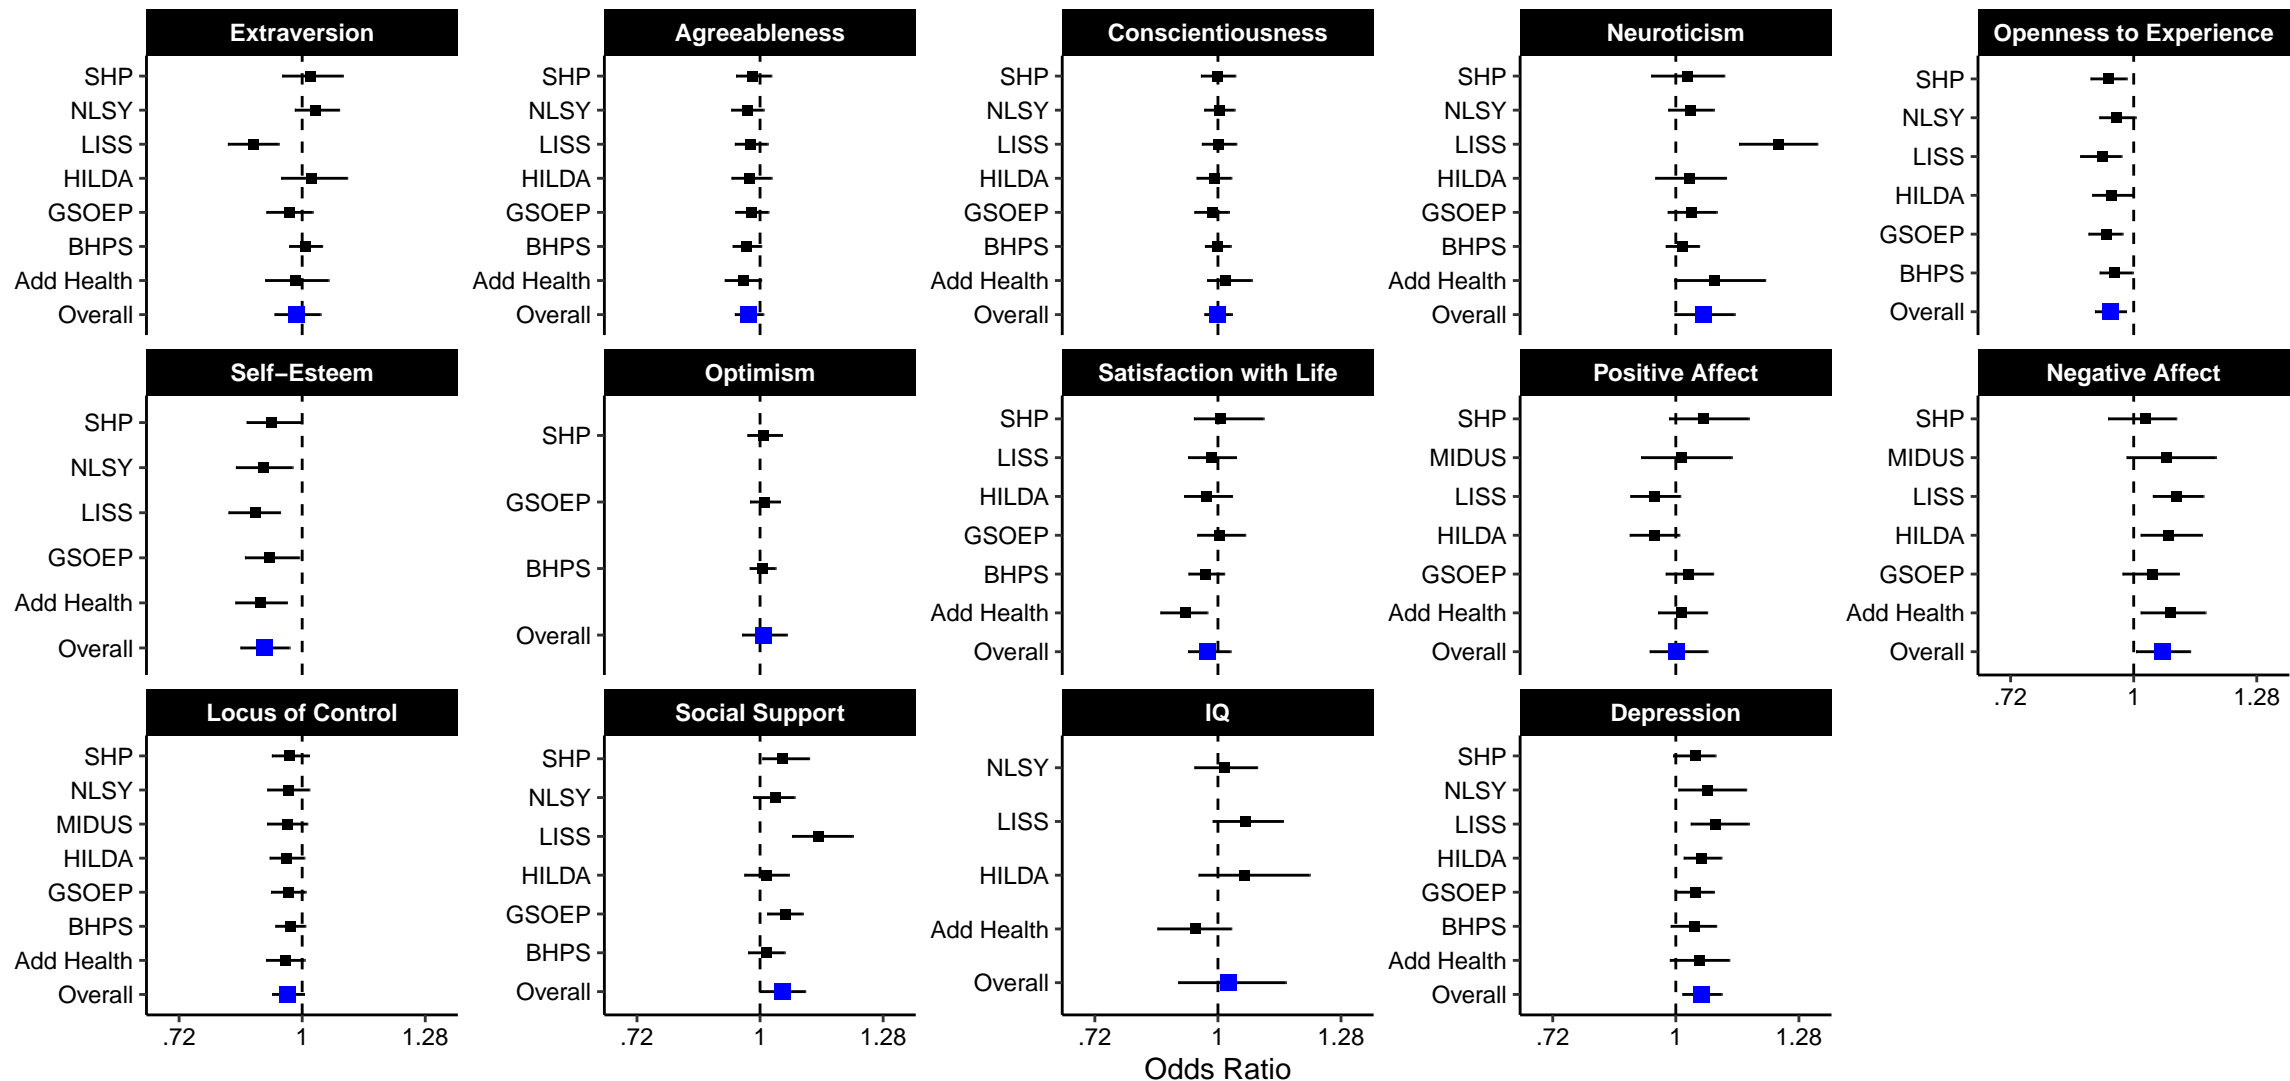 Extraversion
SHP
NLSY
LISS
HILDA
GSOEP
BHPS
Add Health
Overall
Agreeableness
SHP
NLSY
LISS
HILDA
GSOEP
BHPS
Add Health
Overall
Conscientiousness
SHP
NLSY
LISS
HILDA
GSOEP
BHPS
Add Health
Overall
Neuroticism
SHP
NLSY
LISS
HILDA
GSOEP
BHPS
Add Health
Overall
Openness to Experience
SHP
NLSY
LISS
HILDA
GSOEP
BHPS
Overall
Self−Esteem
SHP
NLSY
LISS
GSOEP
Add Health
Overall
Optimism
SHP
GSOEP
BHPS
Overall
Satisfaction with Life
SHP
LISS
HILDA
GSOEP
BHPS
Add Health
Overall
Positive Affect
SHP
MIDUS
LISS
HILDA
GSOEP
Add Health
Overall
Negative Affect
SHP
MIDUS
LISS
HILDA
GSOEP
Add Health
Overall
.72 1 1.28
Locus of Control
SHP
NLSY
MIDUS
HILDA
GSOEP
BHPS
Add Health
Overall
.72 1 1.28
Social Support
SHP
NLSY
LISS
HILDA
GSOEP
BHPS
Overall
.72 1 1.28
IQ
NLSY
LISS
HILDA
Add Health
Overall
.72 1 1.28
Depression
SHP
NLSY
LISS
HILDA
GSOEP
BHPS
Add Health
Overall
.72 1 1.28
Odds Ratio